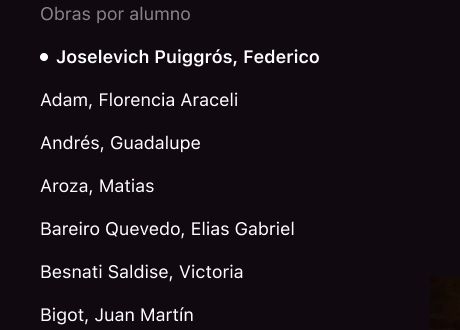 Obras por alumno
Joselevich Puiggrós, Federico
Adam, Florencia Araceli
Andrés, Guadalupe
Aroza, Matias
Bareiro Quevedo, Elias Gabriel
Besnati Saldise, Victoria
Bigot, Juan Martín